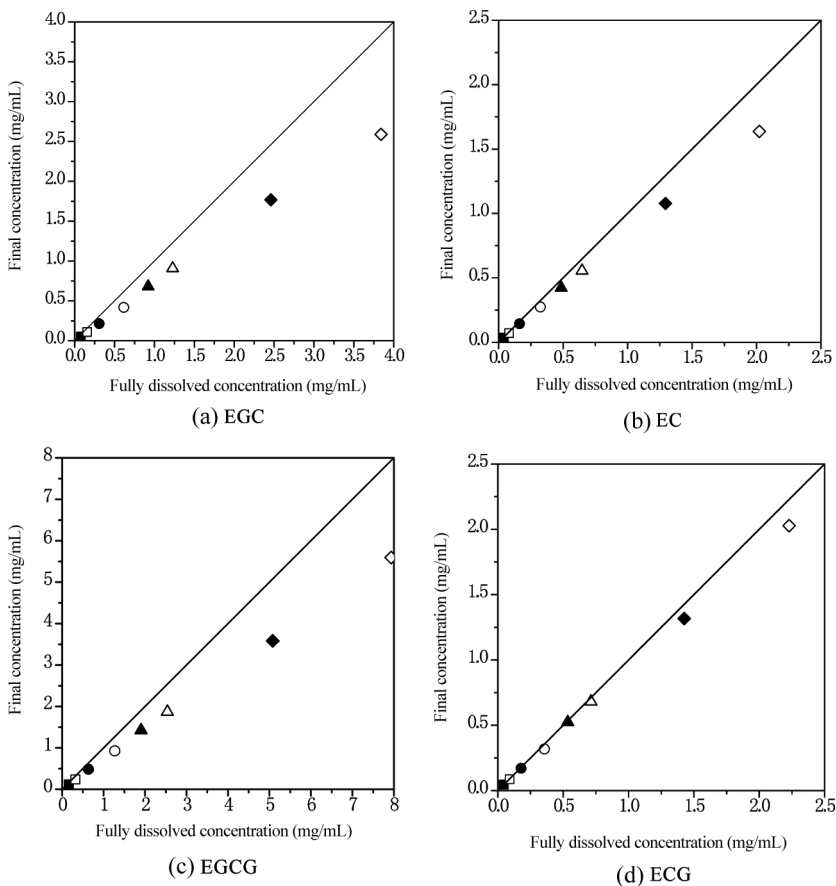 4.0
3.5
3.0
2.5
2.0
1.5
1.0
0.5
0.0
Final concentration (mg/mL)
0.0 0.5 1.0 1.5 2.0 2.5 3.0 3.5 4.0
Fully dissolved concentration (mg/mL)
(a) EGC
2.5
2.0
1.5
1.0
0.5
0.0
Final concentration (mg/mL)
0.0 0.5 1.0 1.5 2.0 2.5
Fully dissolved concentration (mg/mL)
(b) EC
8
7
6
5
4
3
2
1
0
Final concentration (mg/mL)
0 1 2 3 4 5 6 7 8
Fully dissolved concentration (mg/mL)
(c) EGCG
2.5
2.0
1.5
1.0
0.5
0.0
Final concentration (mg/mL)
0.0 0.5 1.0 1.5 2.0 2.5
Fully dissolved concentration (mg/mL)
(d) ECG